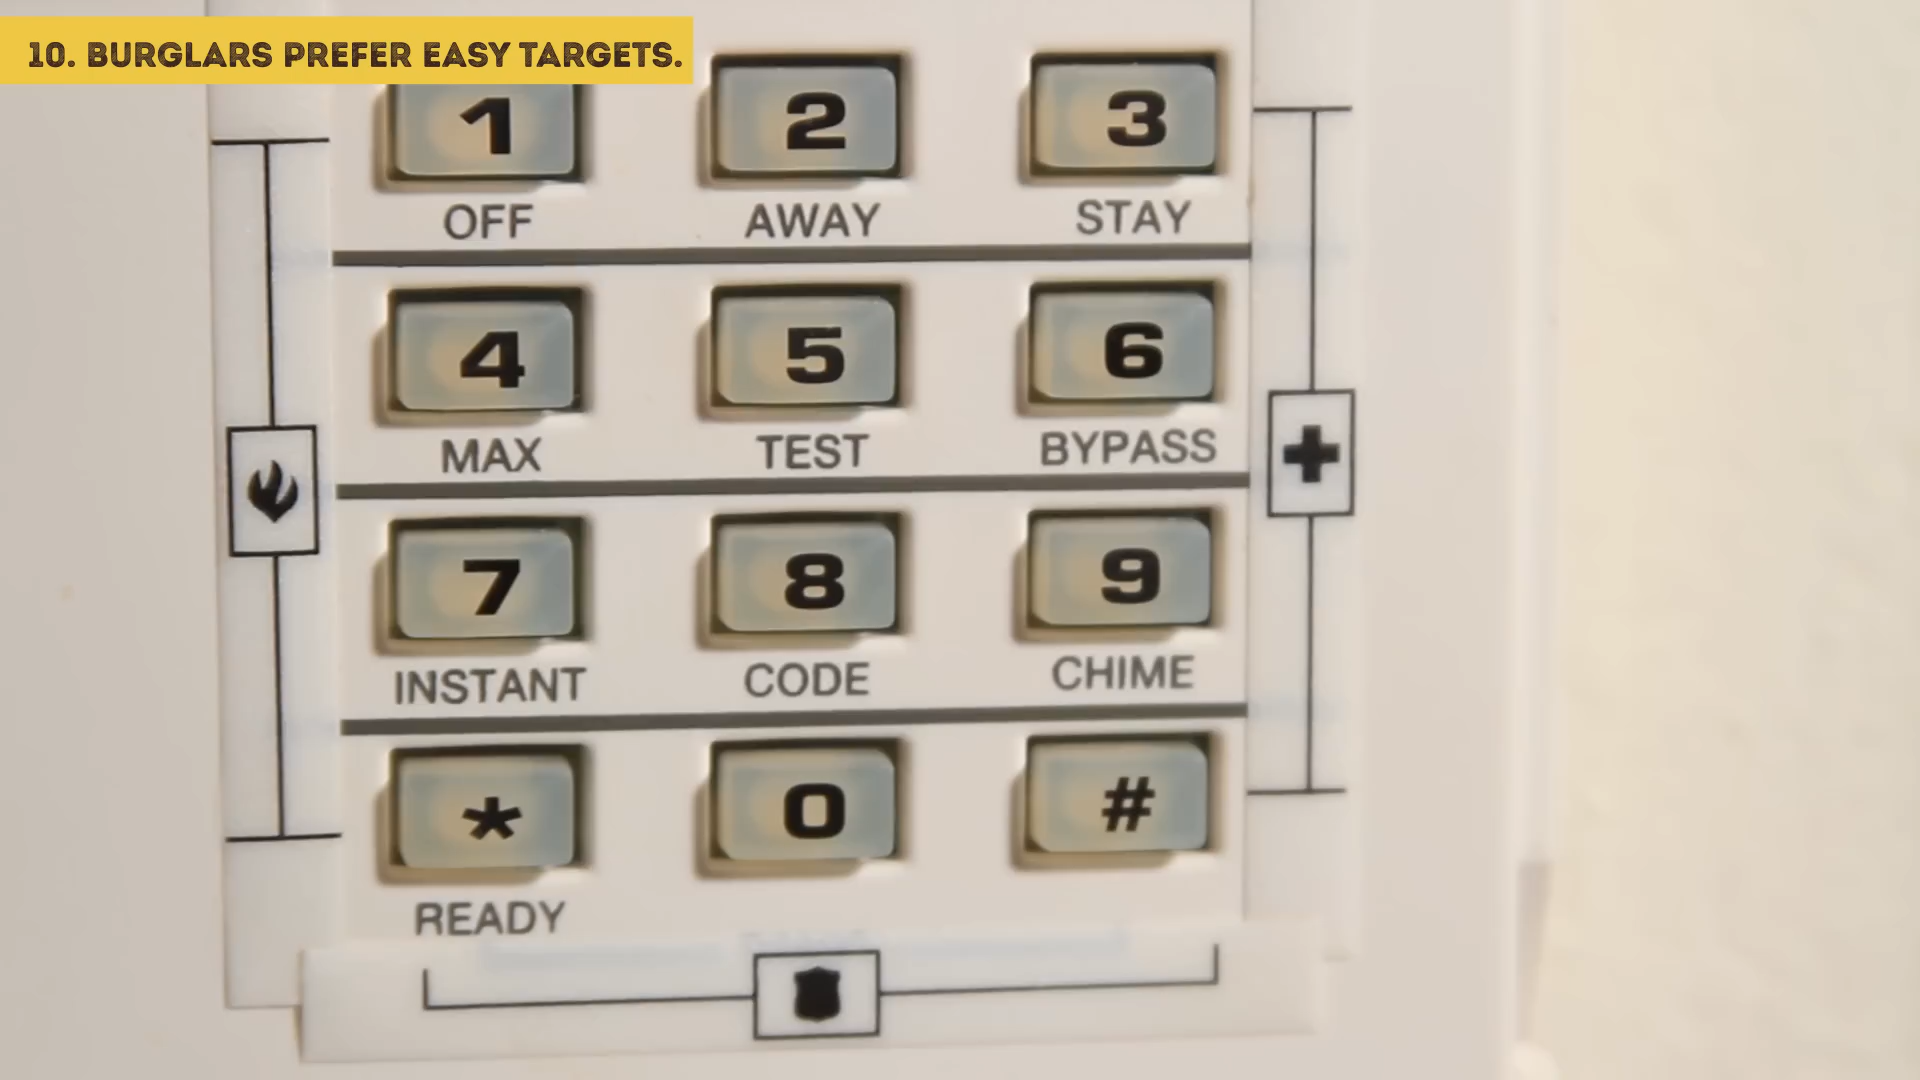 10. BURGLARS PREFER EASY TARGETS.
1 2 3
OFF AWAY STAY
4 5 6
MAX TEST BYPASS
7 8 9
INSTANT CODE CHIME
* 0 #
READY